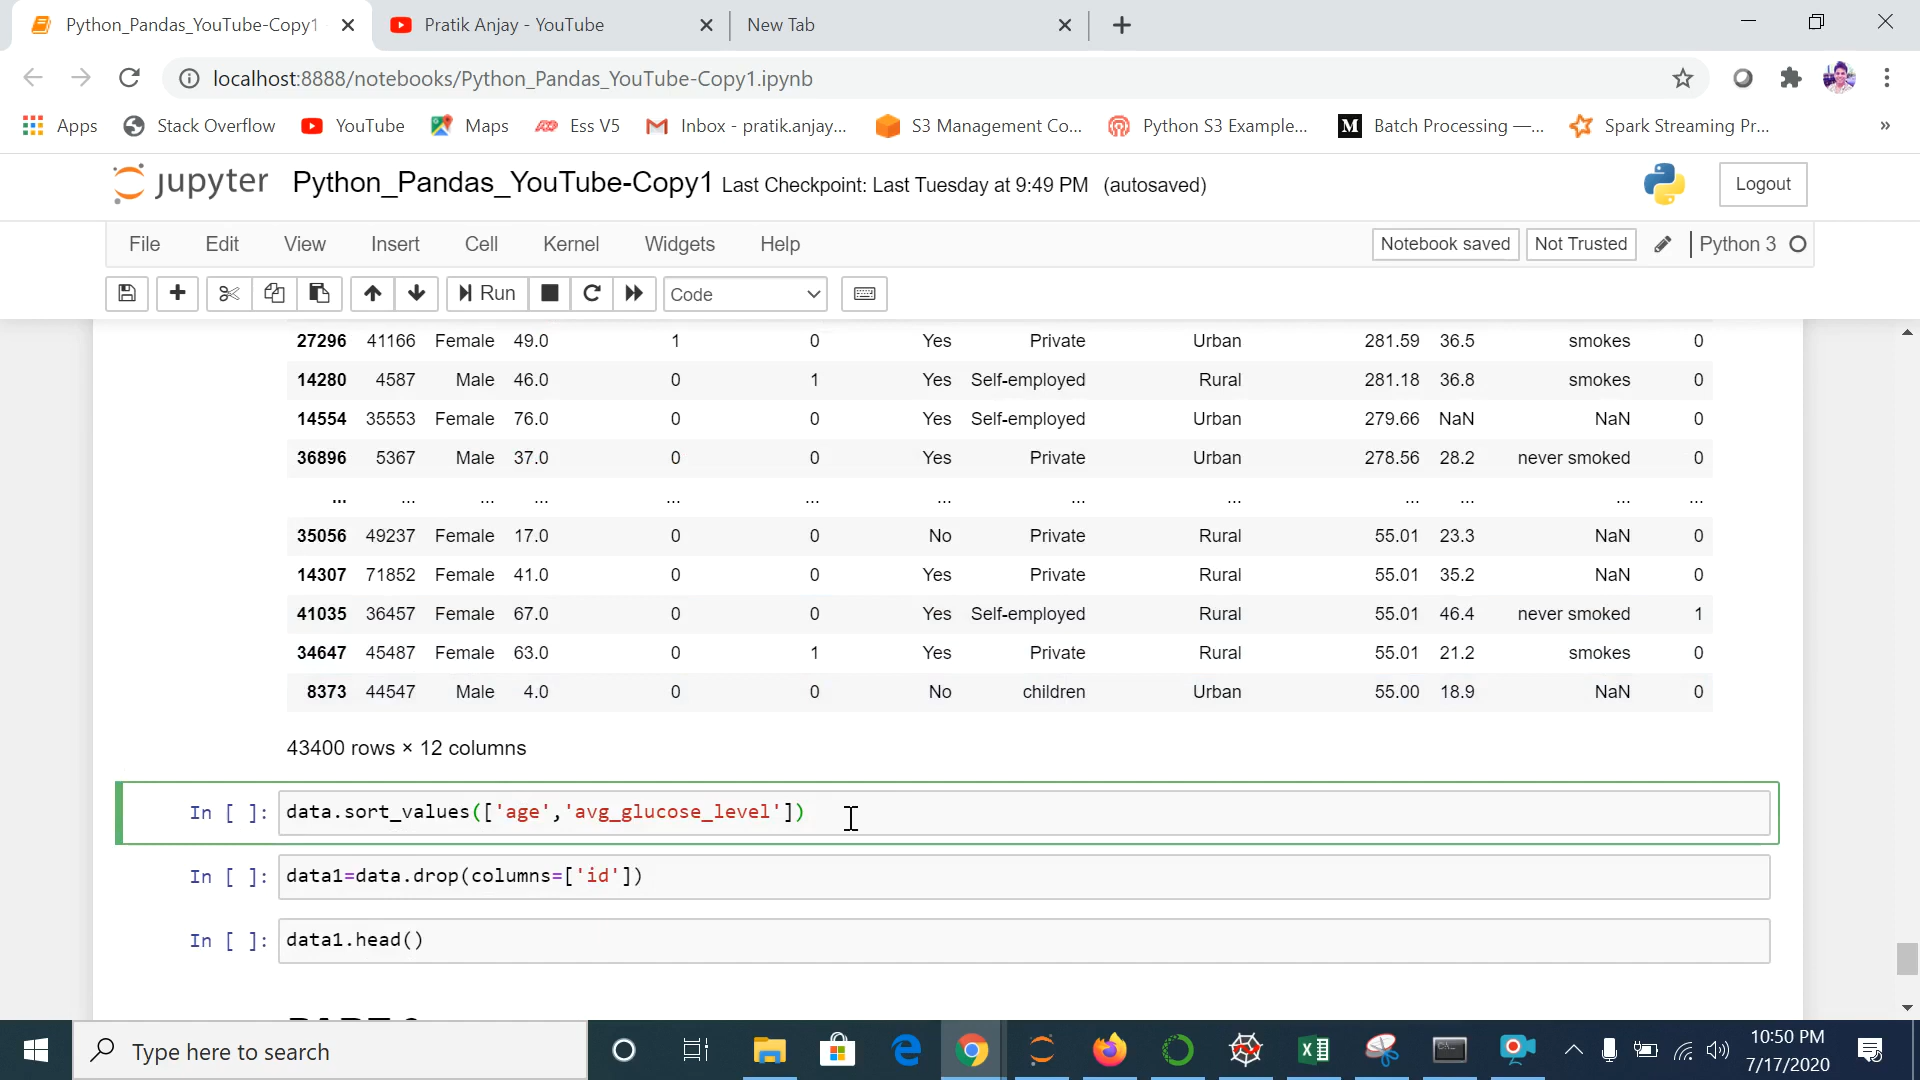 Python_Pandas_YouTube-Copy1
Pratik Anjay - YouTube
New Tab
localhost:8888/notebooks/Python_Pandas_YouTube-Copy1.ipynb
Apps Stack Overflow YouTube Maps Ess V5 Inbox - pratik.anjay... S3 Management Co... Python S3 Example... M Batch Processing —... Spark Streaming Pr... »
jupyter Python_Pandas_YouTube-Copy1 Last Checkpoint: Last Tuesday at 9:49 PM (autosaved)
Logout
File Edit View Insert Cell Kernel Widgets Help
Notebook saved Not Trusted Python 3
Run Code
27296 41166 Female 49.0 1 0 Yes Private Urban 281.59 36.5 smokes 0
14280 4587 Male 46.0 0 1 Yes Self-employed Rural 281.18 36.8 smokes 0
14554 35553 Female 76.0 0 0 Yes Self-employed Urban 279.66 NaN NaN 0
36896 5367 Male 37.0 0 0 Yes Private Urban 278.56 28.2 never smoked 0
... ... ... ... ... ... ... ... ... ... ... ... ...
35056 49237 Female 17.0 0 0 No Private Rural 55.01 23.3 NaN 0
14307 71852 Female 41.0 0 0 Yes Private Rural 55.01 35.2 NaN 0
41035 36457 Female 67.0 0 0 Yes Self-employed Rural 55.01 46.4 never smoked 1
34647 45487 Female 63.0 0 1 Yes Private Rural 55.01 21.2 smokes 0
8373 44547 Male 4.0 0 0 No children Urban 55.00 18.9 NaN 0
43400 rows × 12 columns
In [ ]: data.sort_values(['age','avg_glucose_level'])
In [ ]: data1=data.drop(columns=['id'])
In [ ]: data1.head()
Type here to search
10:50 PM
7/17/2020